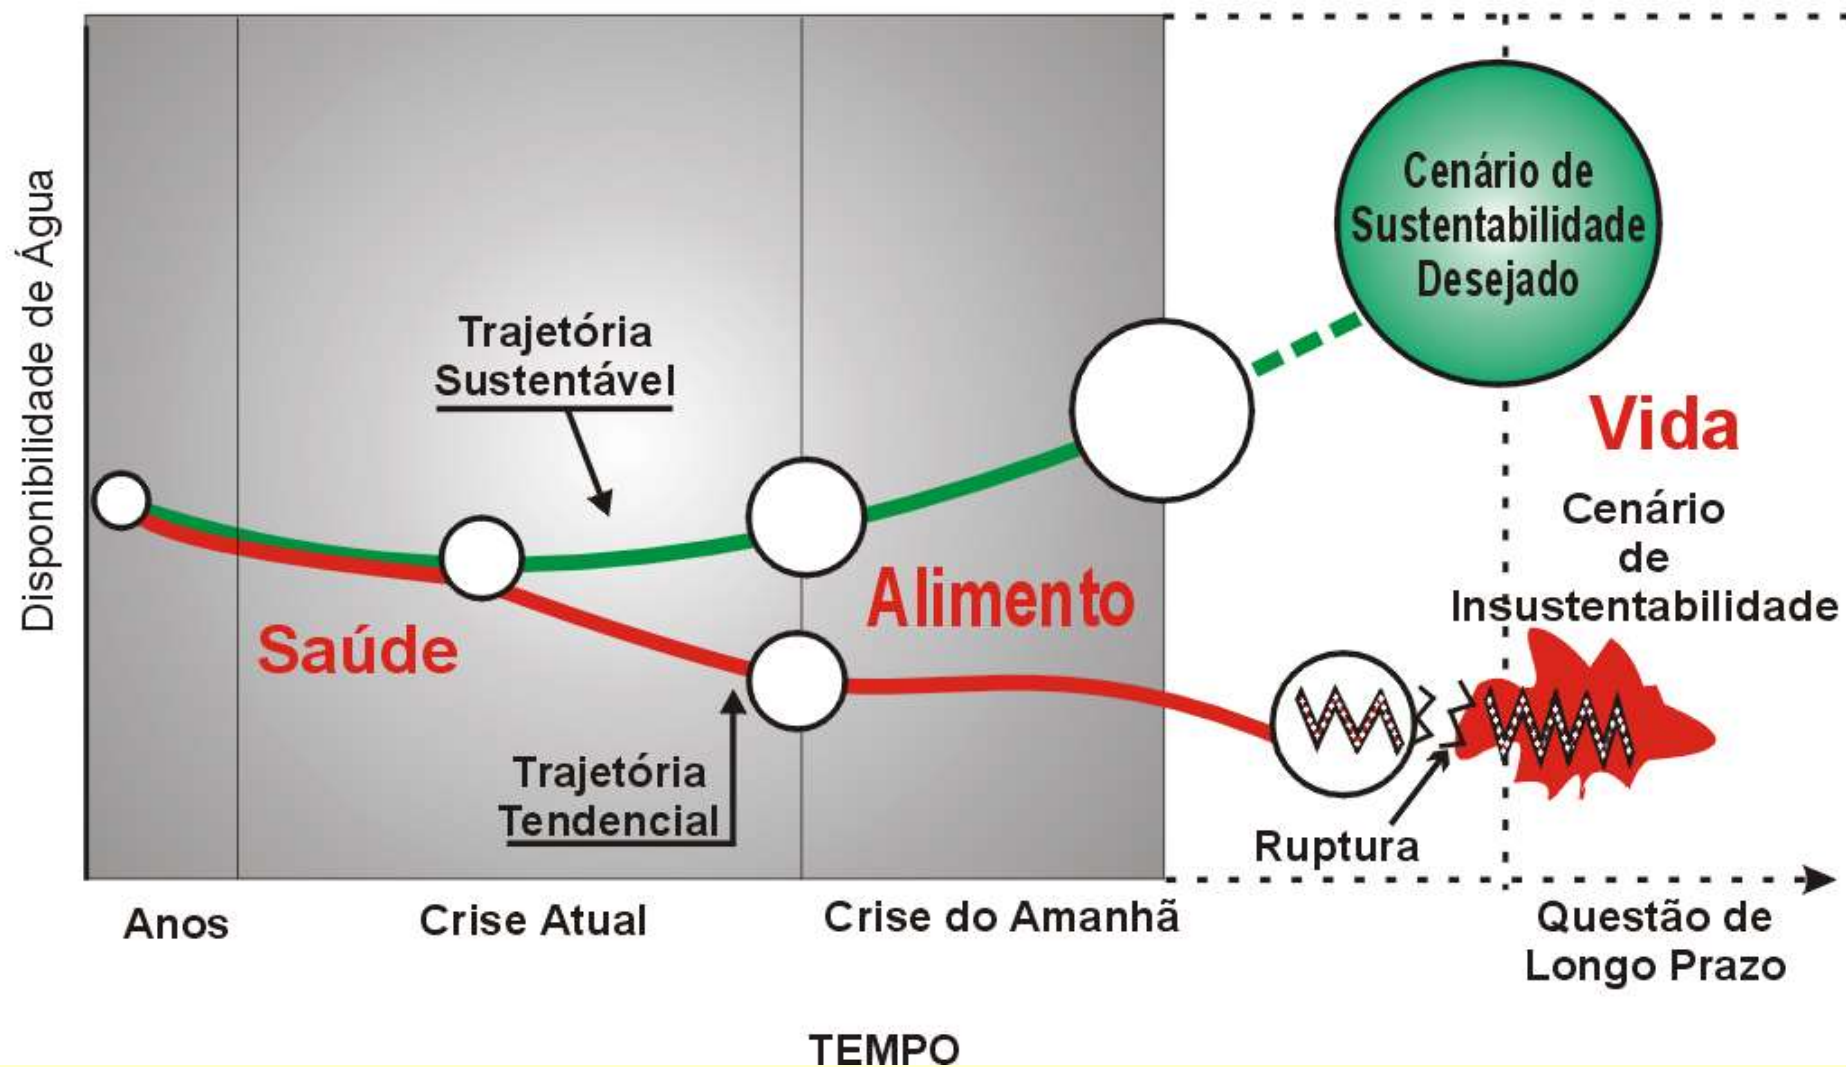 Disponibilidade de Água
Cenário de
Sustentabilidade
Desejado
Trajetória
Sustentável
Vida
Cenário
de
Insustentabilidade
Alimento
Saúde
Trajetória
Tendencial
Ruptura
Anos
Crise Atual
Crise do Amanhã
Questão de
Longo Prazo
TEMPO